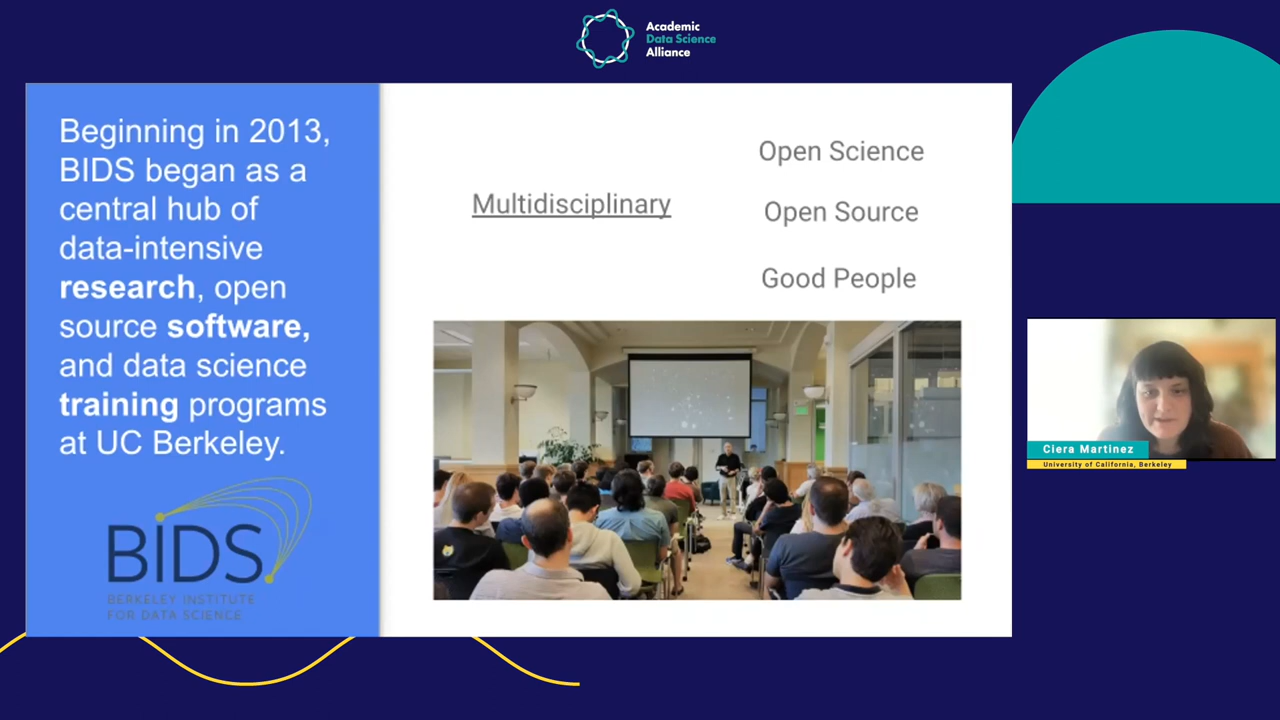 Academic
Data Science
Alliance
Beginning in 2013,
BIDS began as a
central hub of
data-intensive
research, open
source software,
and data science
training programs
at UC Berkeley.
BIDS
BERKELEY INSTITUTE
FOR DATA SCIENCE
Multidisciplinary
Open Science
Open Source
Good People
Ciera Martinez
University of California, Berkeley